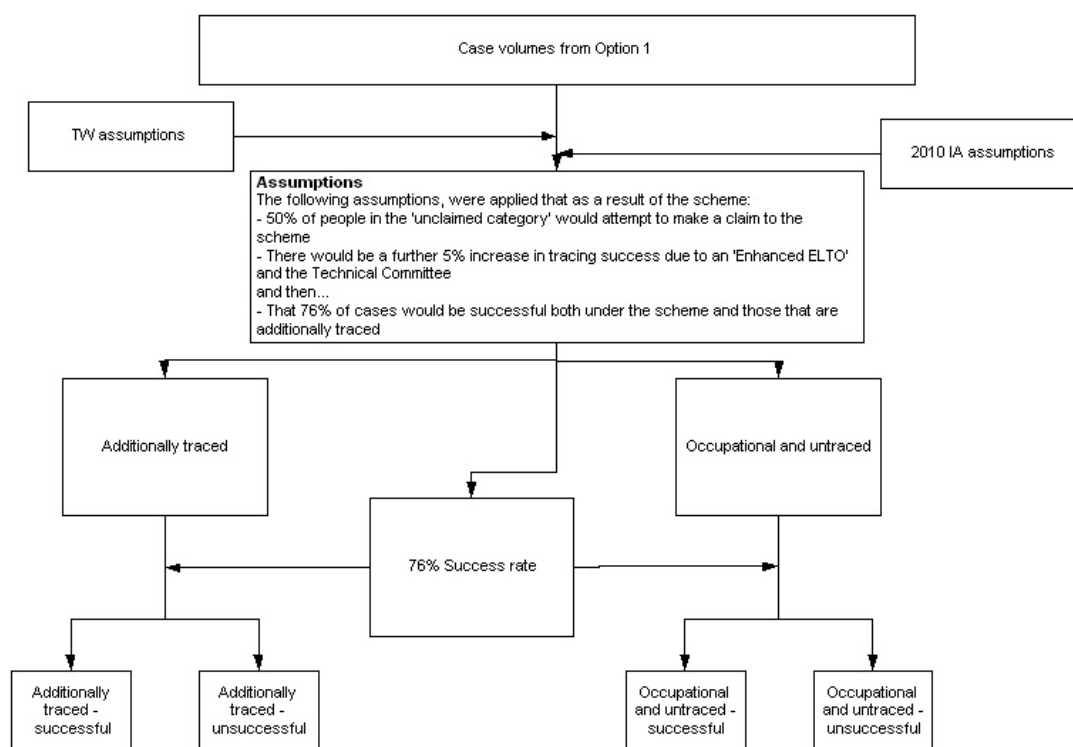 Case volumes from Option 1
TW assumptions
2010 IA assumptions
Assumptions
The following assumptions, were applied that as a result of the scheme:
- 50% of people in the 'unclaimed category' would attempt to make a claim to the
scheme
- There would be a further 5% increase in tracing success due to an 'Enhanced ELTO'
and the Technical Committee
and then...
- That 76% of cases would be successful both under the scheme and those that are
additionally traced
Additionally traced
Occupational and untraced
76% Success rate
Additionally
traced -
successful
Additionally
traced -
unsuccessful
Occupational
and untraced -
successful
Occupational
and untraced -
unsuccessful